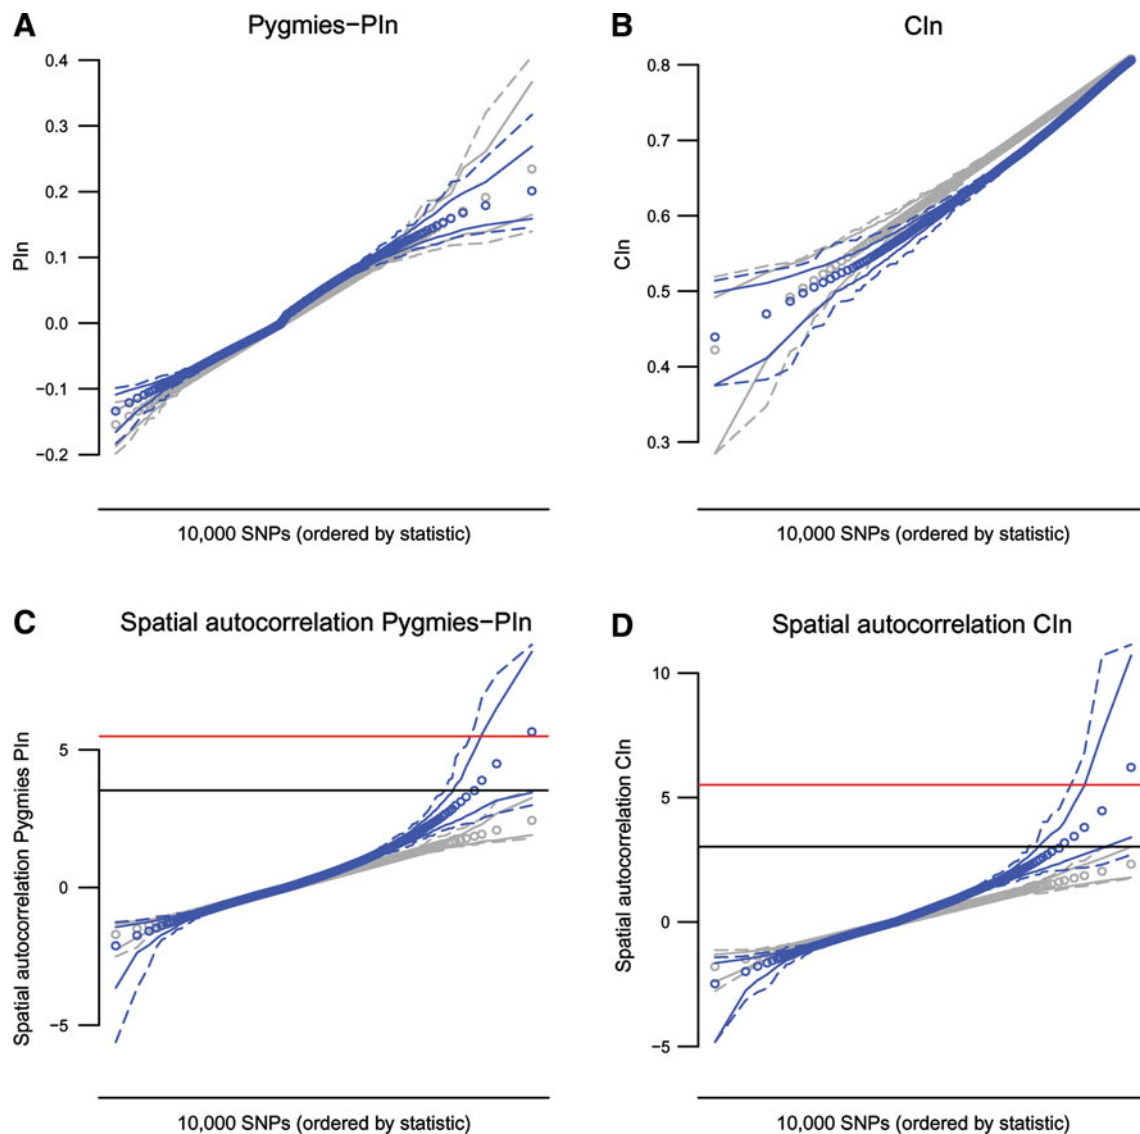 A
Pygmies−PIn
0.4
0.3
0.2
0.1
0.0
−0.1
−0.2
PIn
10,000 SNPs (ordered by statistic)
B
CIn
0.8
0.7
0.6
0.5
0.4
0.3
CIn
10,000 SNPs (ordered by statistic)
C
Spatial autocorrelation Pygmies−PIn
5
0
−5
Spatial autocorrelation Pygmies PIn
10,000 SNPs (ordered by statistic)
D
Spatial autocorrelation CIn
10
5
0
−5
Spatial autocorrelation CIn
10,000 SNPs (ordered by statistic)